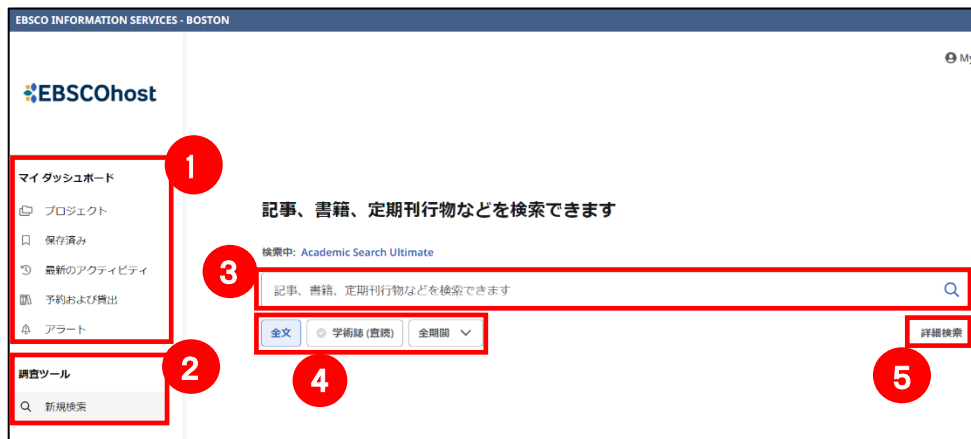 EBSCO INFORMATION SERVICES - BOSTON
My
EBSCOhost
1
マイ ダッシュボード
プロジェクト
保存済み
最新のアクティビティ
予約および貸出
アラート
2
調査ツール
新規検索
記事、書籍、定期刊行物などを検索できます
検索中: Academic Search Ultimate
3
記事、書籍、定期刊行物などを検索できます
全文
学術誌 (査読)
全期間
詳細検索
4
5